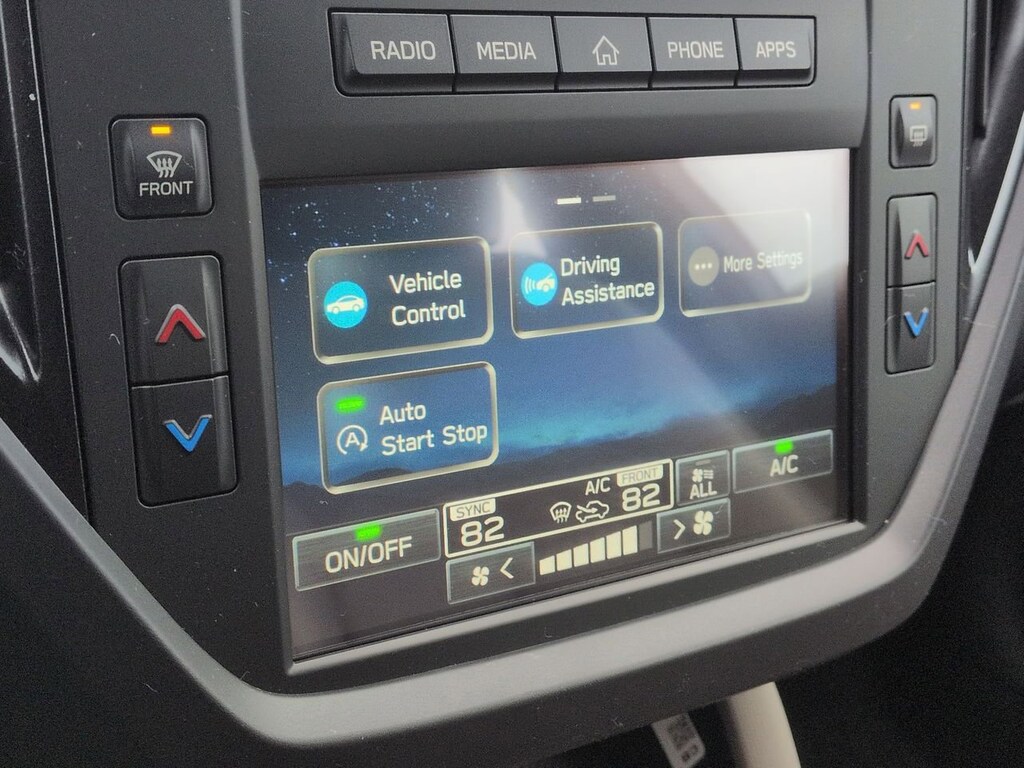 RADIO
MEDIA
PHONE
APPS
FRONT
Vehicle
Control
Driving
Assistance
More Settings
Auto
Start Stop
A
ON/OFF
SYNC
82
A/C
FRONT
82
ALL
A/C